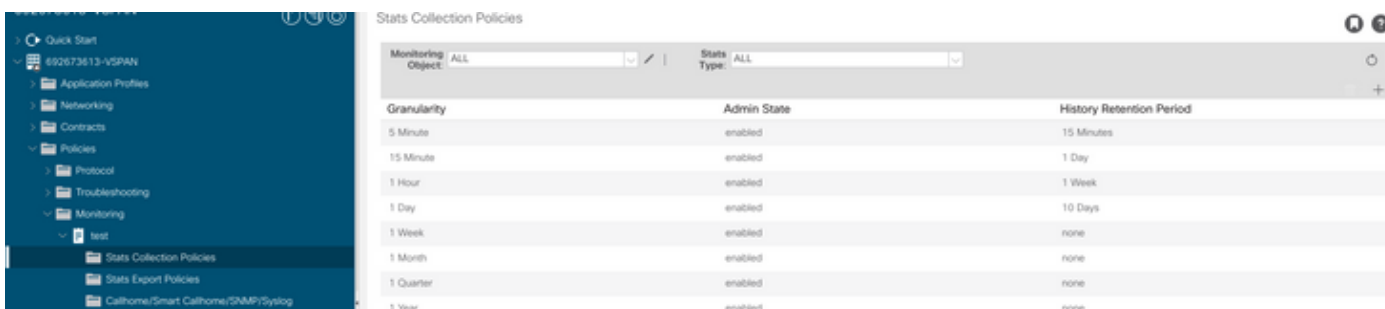 Quick Start
692673613-VSPAN
Application Profiles
Networking
Contracts
Policies
Protocol
Troubleshooting
Monitoring
test
Stats Collection Policies
Stats Export Policies
Callhome/Smart Callhome/SNMP/Syslog
Stats Collection Policies
Monitoring Object: ALL
Stats Type: ALL
Granularity Admin State History Retention Period
5 Minute enabled 15 Minutes
15 Minute enabled 1 Day
1 Hour enabled 1 Week
1 Day enabled 10 Days
1 Week enabled none
1 Month enabled none
1 Quarter enabled none
1 Year enabled none